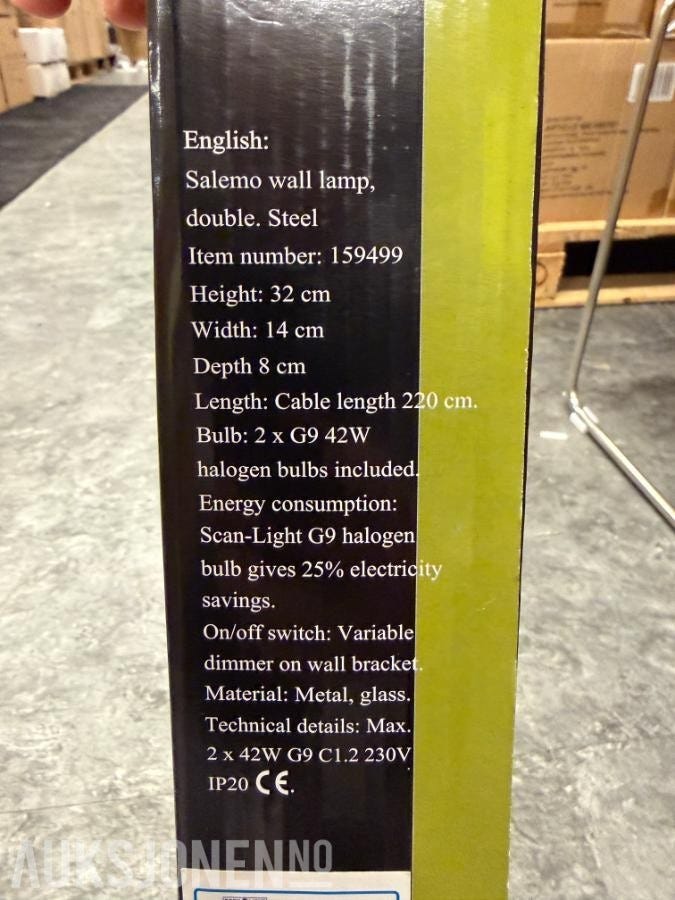 English:
Salemo wall lamp,
double. Steel
Item number: 159499
Height: 32 cm
Width: 14 cm
Depth 8 cm
Length: Cable length 220 cm.
Bulb: 2 x G9 42W
halogen bulbs included.
Energy consumption:
Scan-Light G9 halogen
bulb gives 25% electricity
savings.
On/off switch: Variable
dimmer on wall bracket.
Material: Metal, glass.
Technical details: Max.
2 x 42W G9 C1.2 230V
IP20 CE.
AUKSJONEN NO